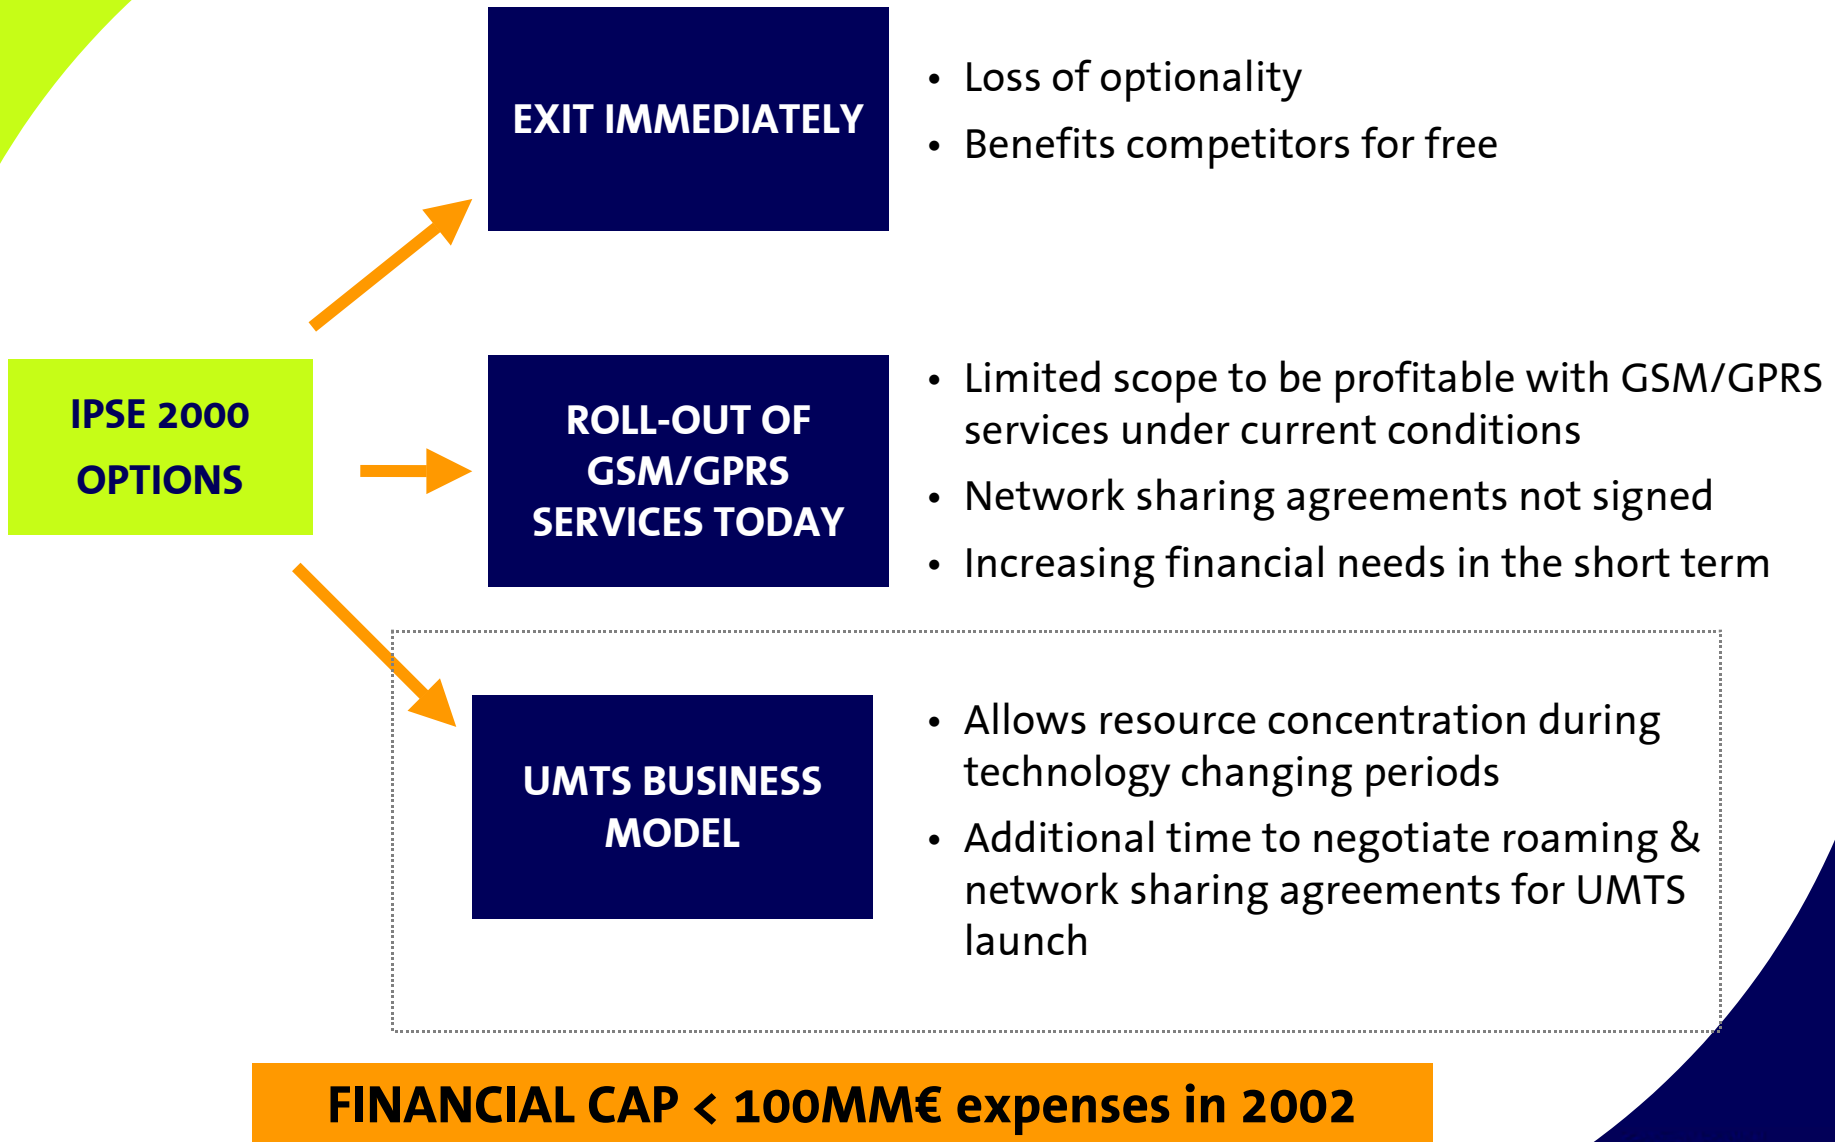 EXIT IMMEDIATELY
• Loss of optionality
• Benefits competitors for free
IPSE 2000
OPTIONS
ROLL-OUT OF
GSM/GPRS
SERVICES TODAY
• Limited scope to be profitable with GSM/GPRS
services under current conditions
• Network sharing agreements not signed
• Increasing financial needs in the short term
UMTS BUSINESS
MODEL
• Allows resource concentration during
technology changing periods
• Additional time to negotiate roaming &
network sharing agreements for UMTS
launch
FINANCIAL CAP < 100MM€ expenses in 2002